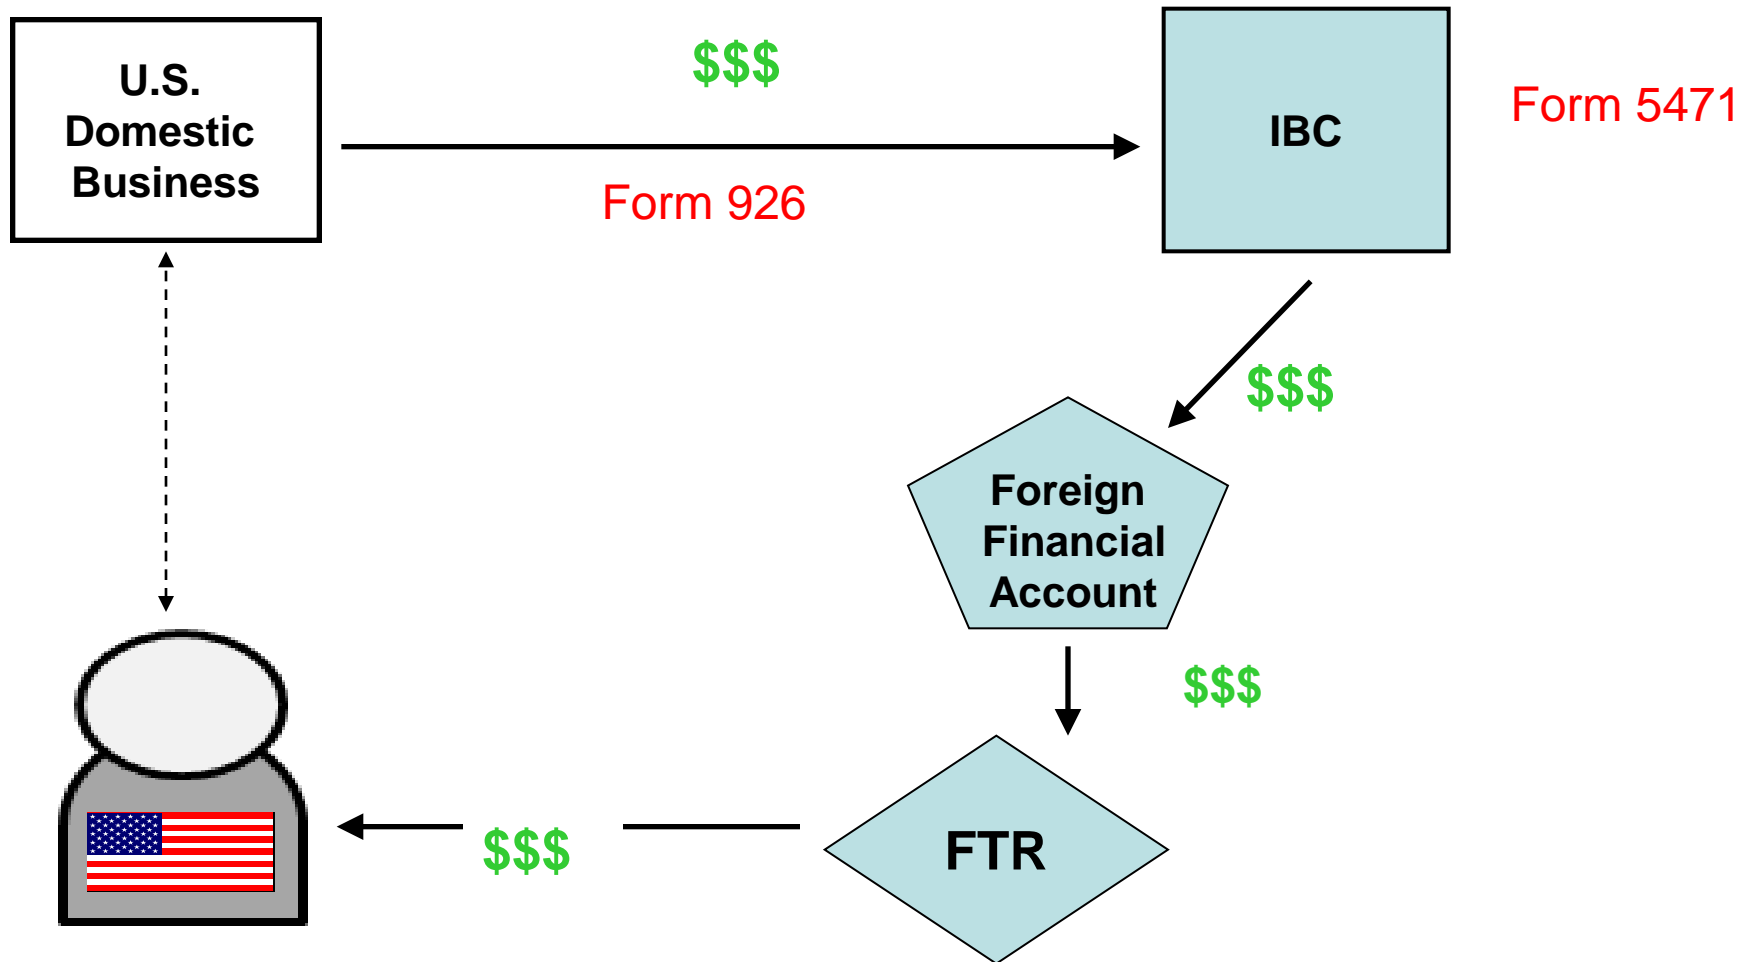 U.S.
Domestic
Business
$$$
Form 926
IBC
Form 5471
$$$
Foreign
Financial
Account
$$$
FTR
$$$